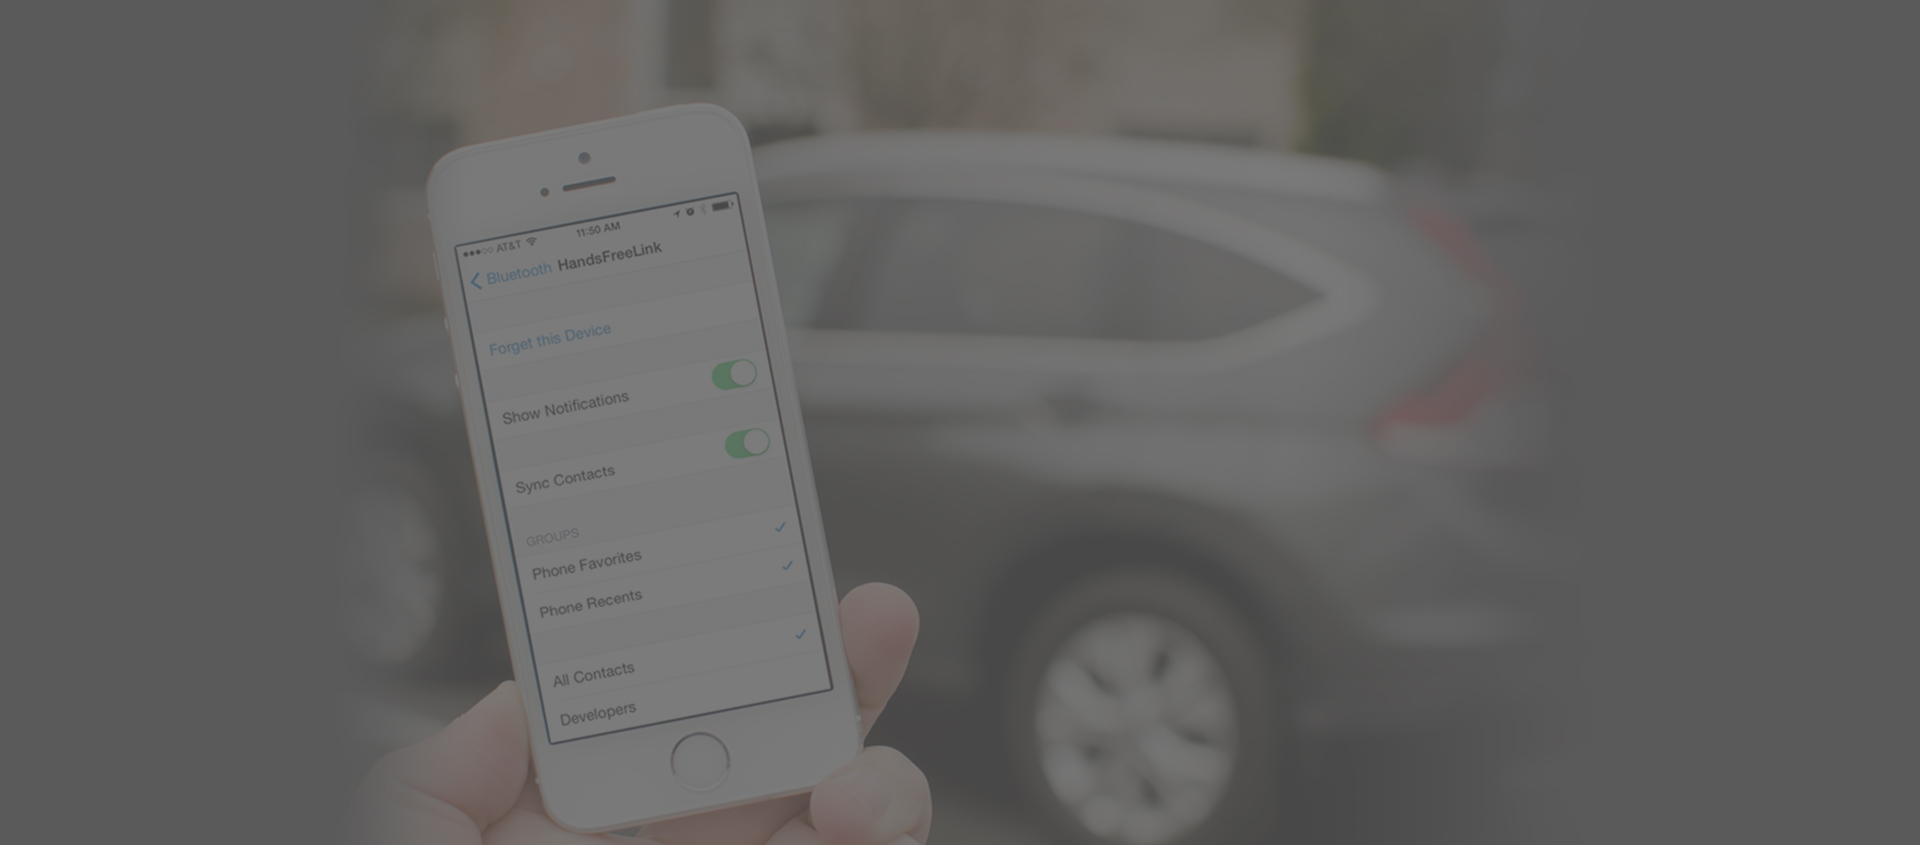 AT&T 11:50 AM
Bluetooth HandsFreeLink
Forget this Device
Show Notifications
Sync Contacts
GROUPS
Phone Favorites
Phone Recents
All Contacts
Developers